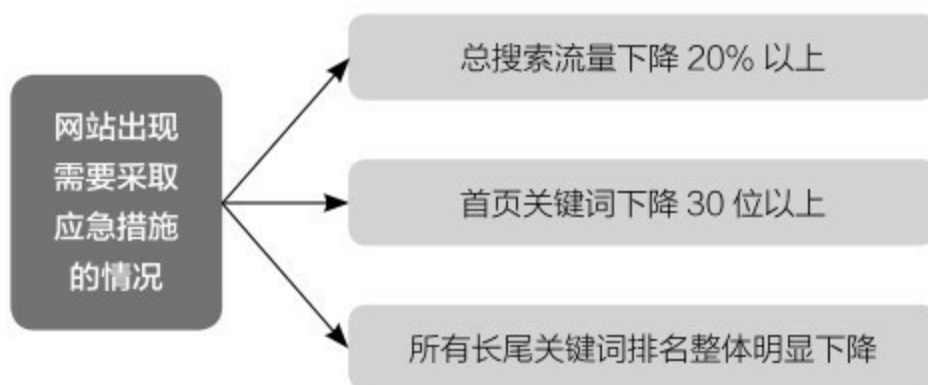 网站出现
需要采取
应急措施
的情况
总搜索流量下降 20% 以上
首页关键词下降 30 位以上
所有长尾关键词排名整体明显下降